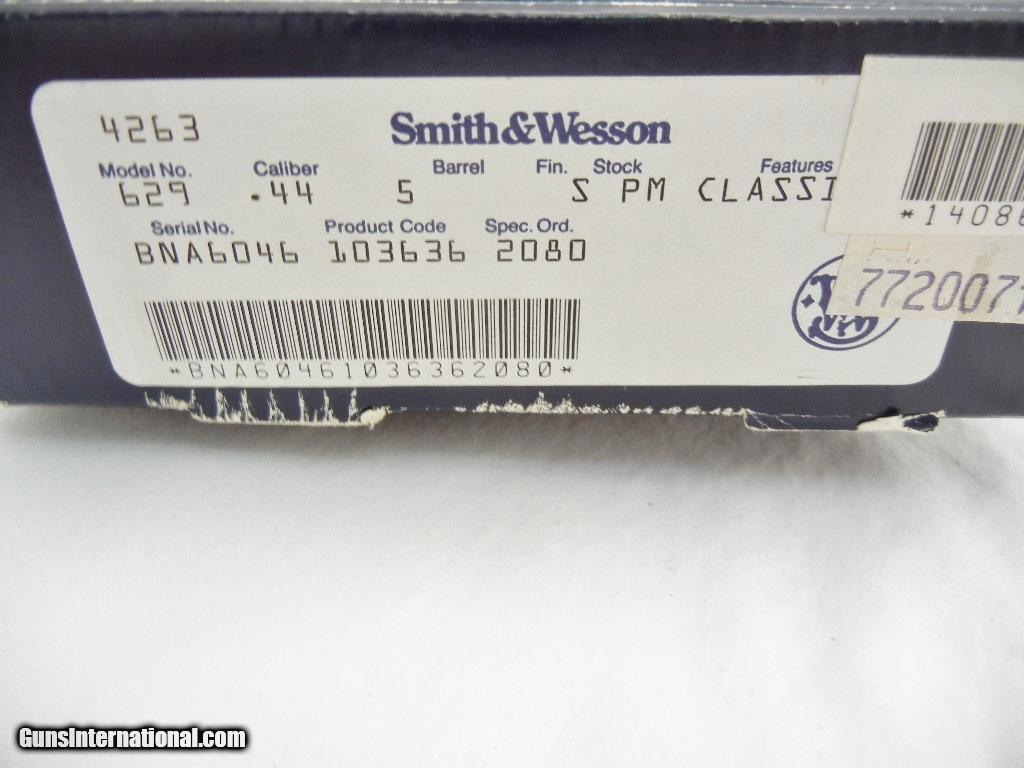 4263
Smith&Wesson
Model No. Caliber Barrel Fin. Stock Features
629 .44 5 S PM CLASSI
Serial No. Product Code Spec. Ord.
BNA6046 103636 2080
*BNA60461036362080*
*14086
772007
GunsInternational.com